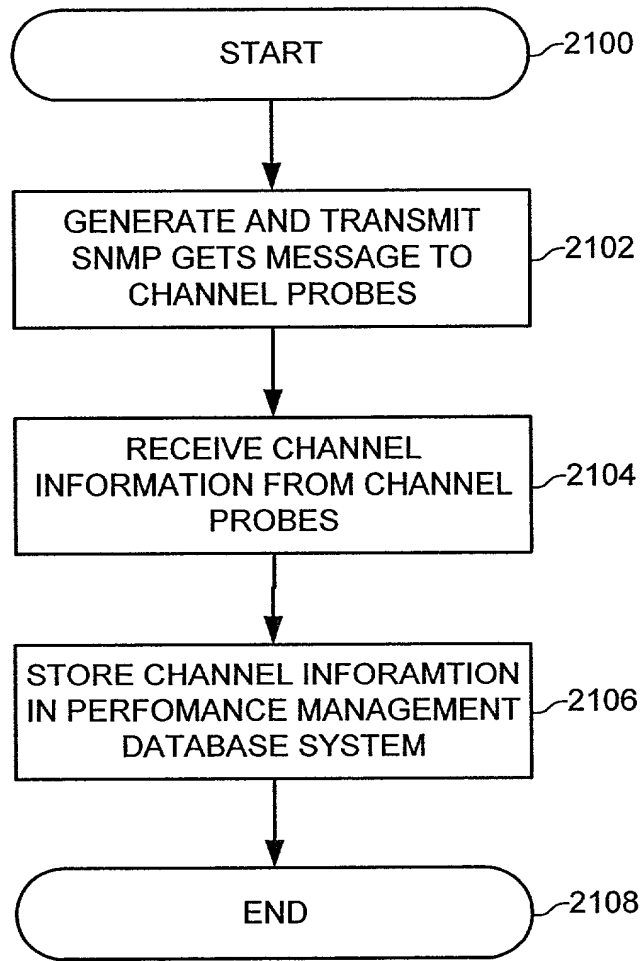 START
2100
GENERATE AND TRANSMIT
SNMP GETS MESSAGE TO
CHANNEL PROBES
2102
RECEIVE CHANNEL
INFORMATION FROM CHANNEL
PROBES
2104
STORE CHANNEL INFORAMTION
IN PERFOMANCE MANAGEMENT
DATABASE SYSTEM
2106
END
2108